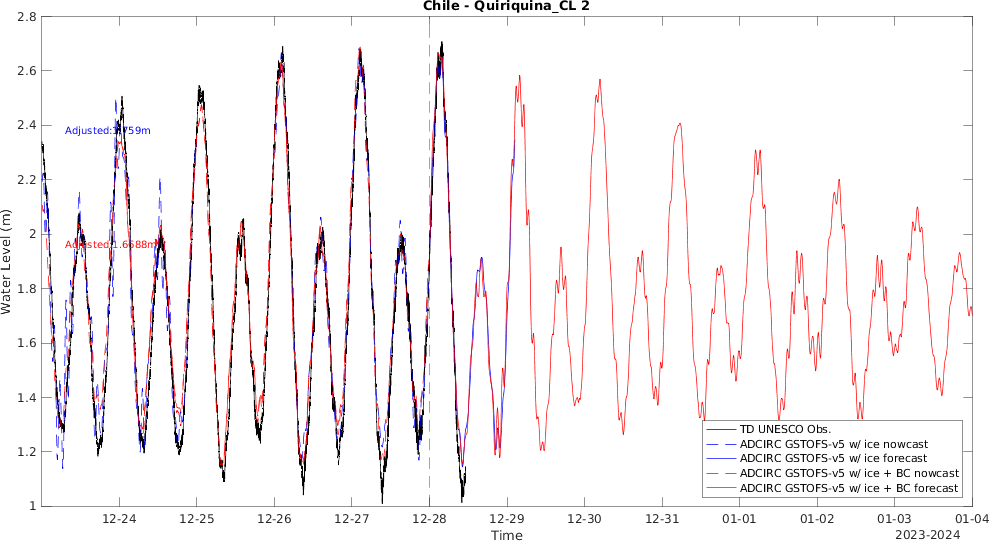 Chile - Quiriquina_CL 2
Water Level (m)
2.8
2.6
2.4
2.2
2
1.8
1.6
1.4
1.2
1
Adjusted:1.6688m
TD UNESCO Obs.
ADCIRC GSTOFS-v5 w/ ice nowcast
ADCIRC GSTOFS-v5 w/ ice forecast
ADCIRC GSTOFS-v5 w/ ice + BC nowcast
ADCIRC GSTOFS-v5 w/ ice + BC forecast
12-24 12-25 12-26 12-27 12-28 12-29 12-30 12-31 01-01 01-02 01-03 01-04
Time
2023-2024